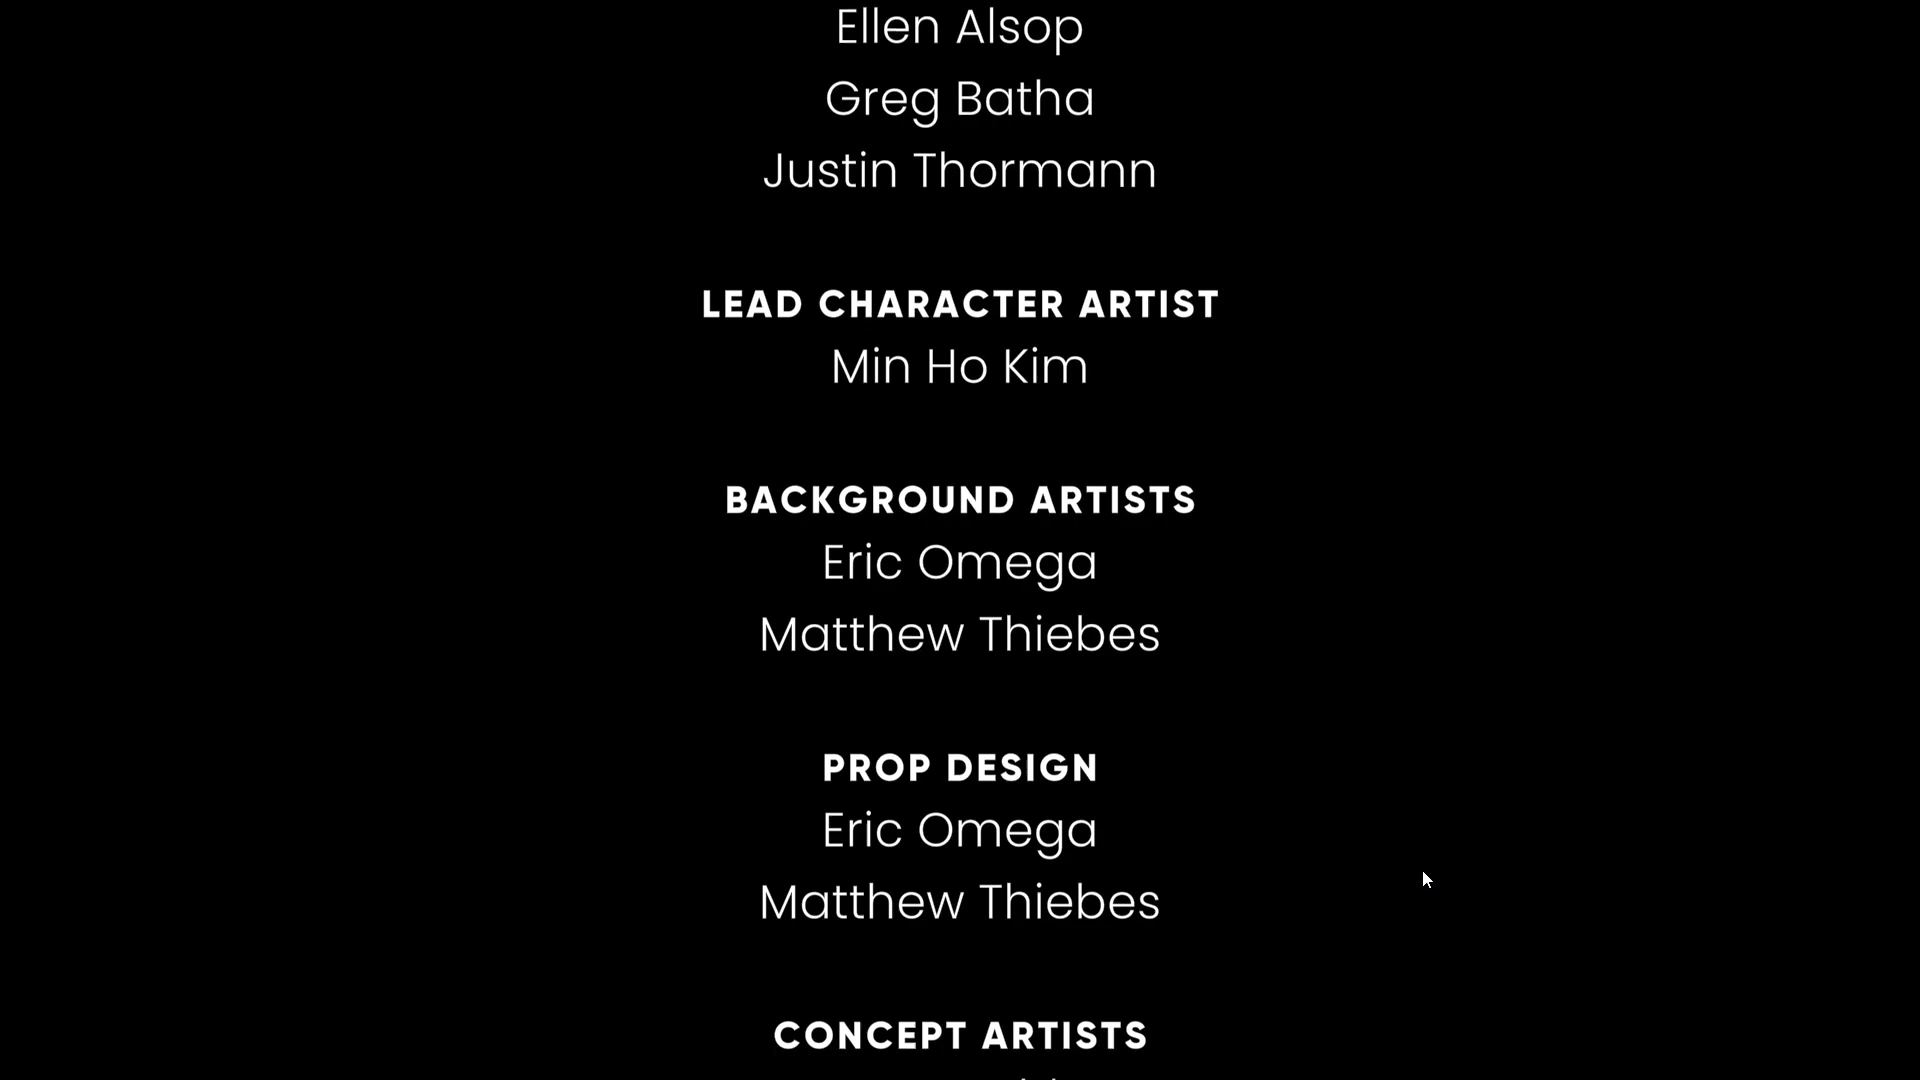 Ellen Alsop
Greg Batha
Justin Thormann
LEAD CHARACTER ARTIST
Min Ho Kim
BACKGROUND ARTISTS
Eric Omega
Matthew Thiebes
PROP DESIGN
Eric Omega
Matthew Thiebes
CONCEPT ARTISTS